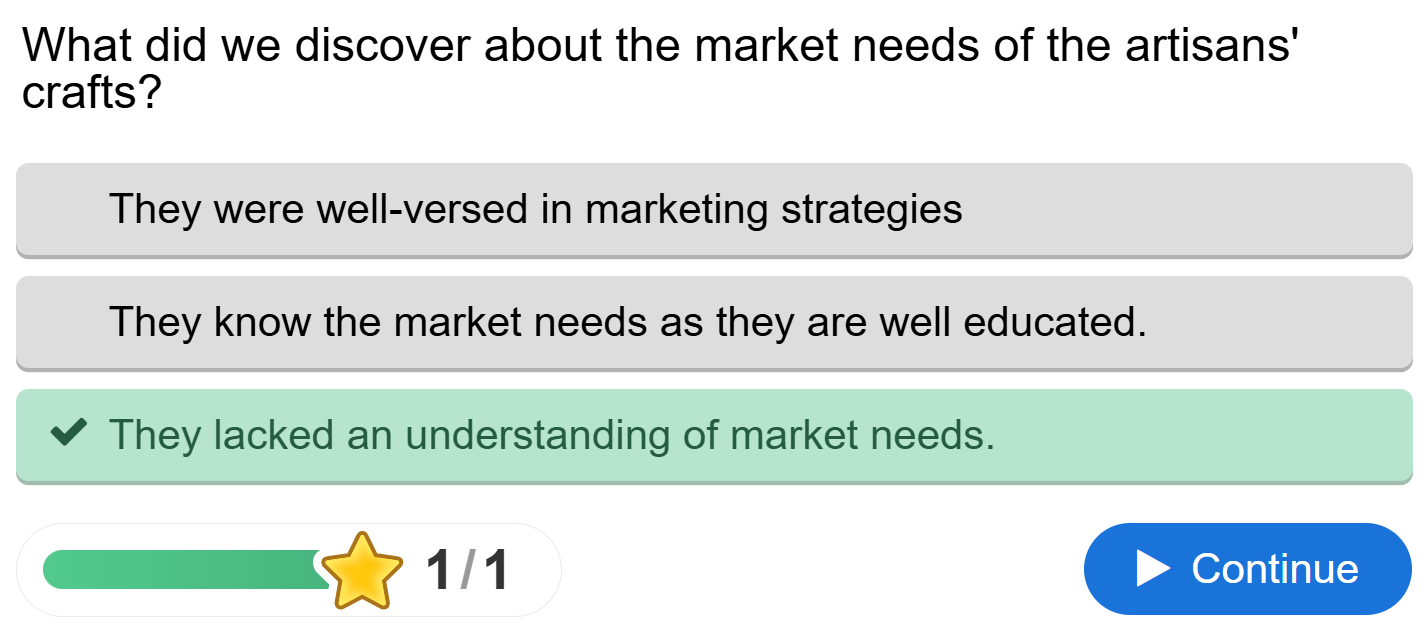 What did we discover about the market needs of the artisans'
crafts?
They were well-versed in marketing strategies
They know the market needs as they are well educated.
They lacked an understanding of market needs.
1/1
Continue